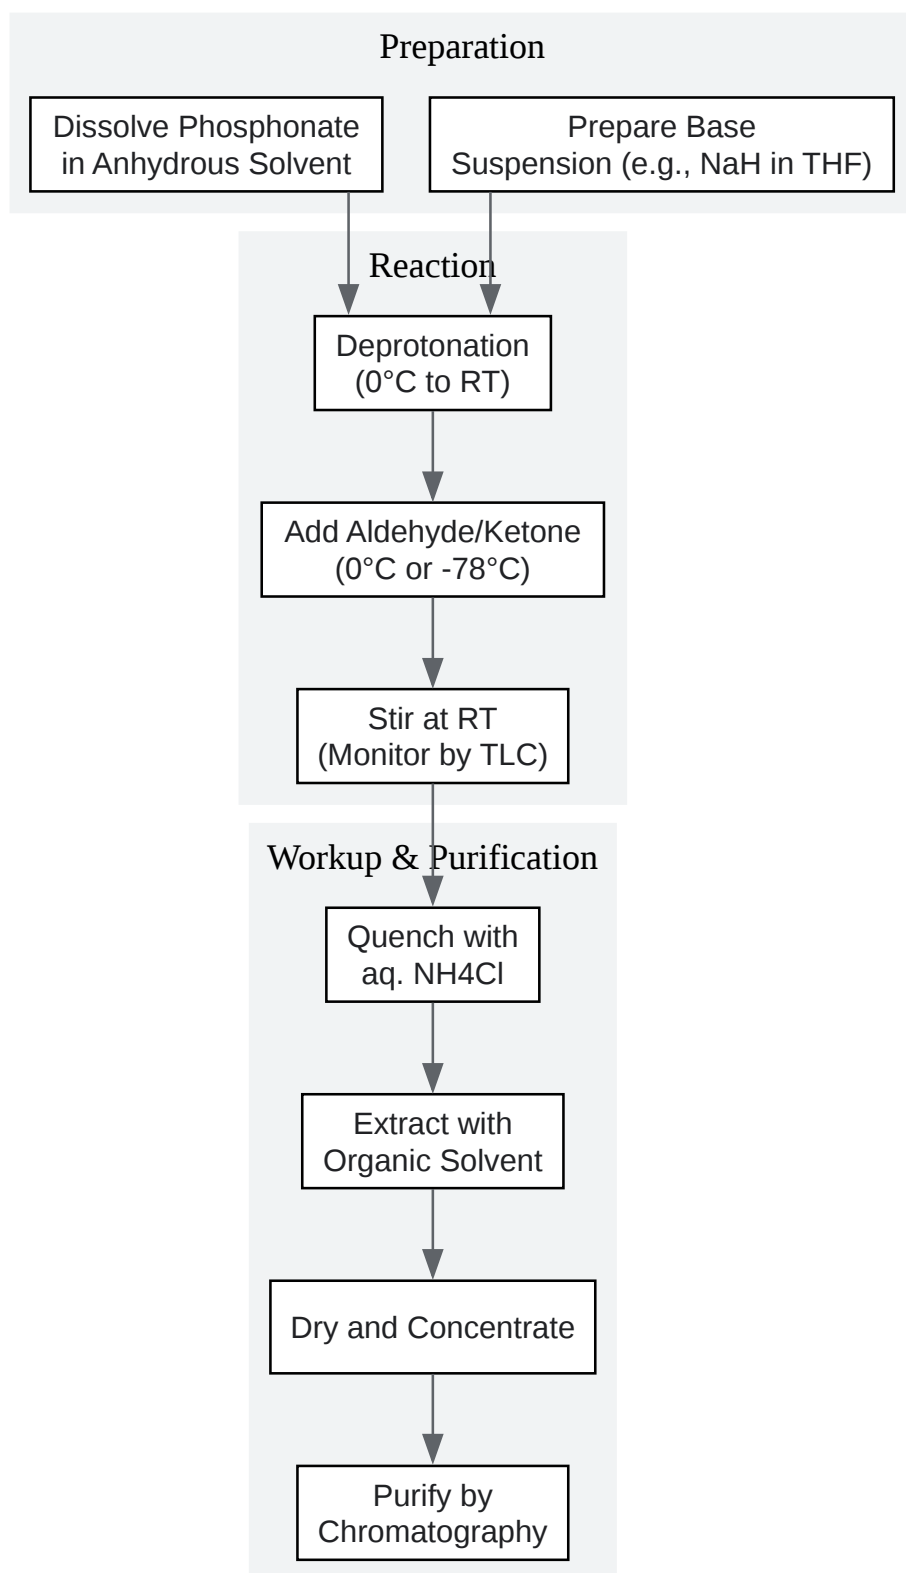 Preparation
Dissolve Phosphonate
in Anhydrous Solvent
Prepare Base
Suspension (e.g., NaH in THF)
Reaction
Deprotonation
(0°C to RT)
Add Aldehyde/Ketone
(0°C or -78°C)
Stir at RT
(Monitor by TLC)
Workup & Purification
Quench with
aq. NH4Cl
Extract with
Organic Solvent
Dry and Concentrate
Purify by
Chromatography